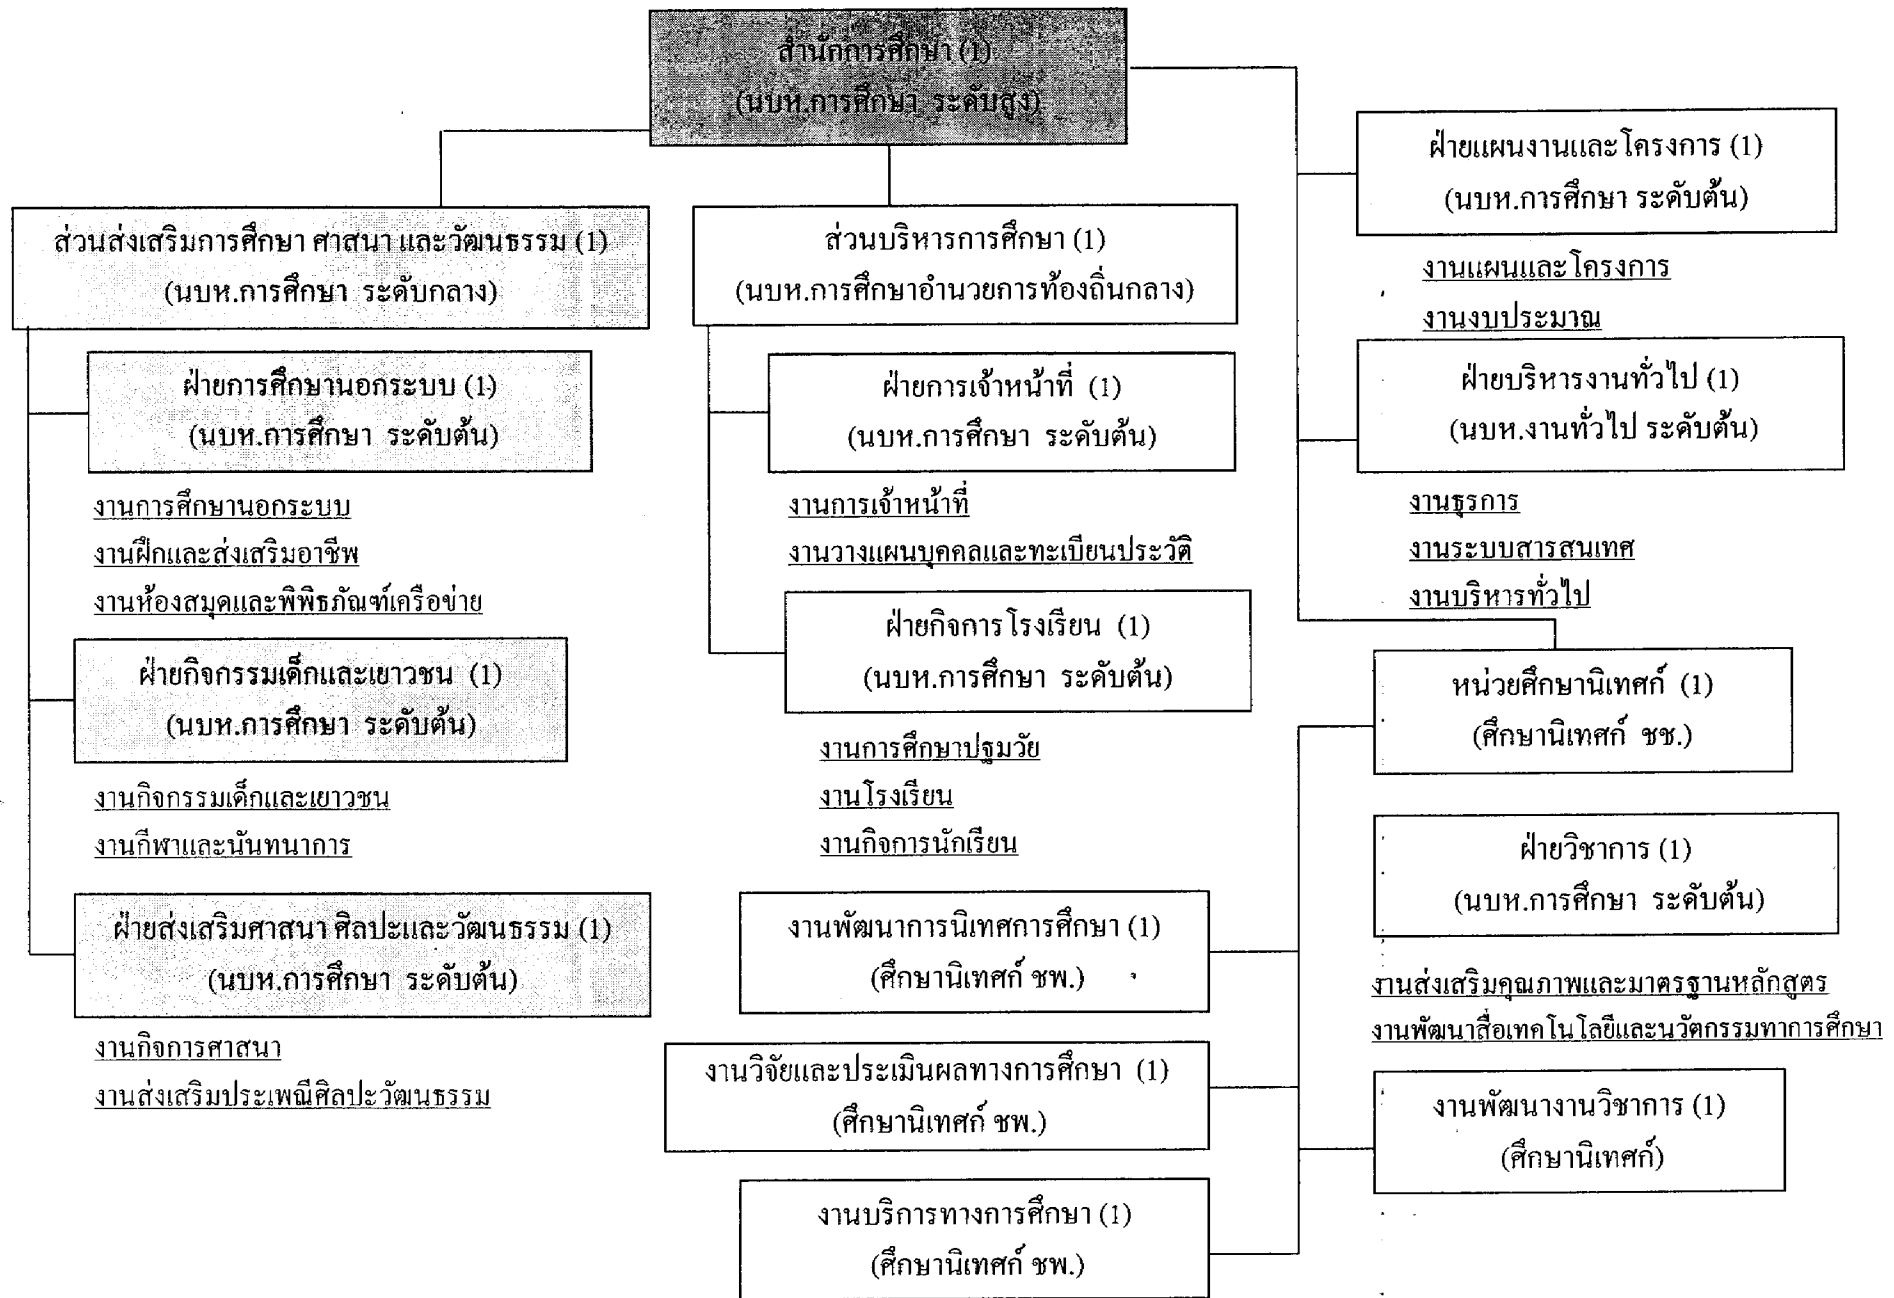 สำนักการศึกษา (1)
(นบห.การศึกษา ระดับสูง)
ส่วนส่งเสริมการศึกษา ศาสนา และวัฒนธรรม (1)
(นบห.การศึกษา ระดับกลาง)
ฝ่ายการศึกษานอกระบบ (1)
(นบห.การศึกษา ระดับต้น)
งานการศึกษานอกระบบ
งานฝึกและส่งเสริมอาชีพ
งานห้องสมุดและพิพิธภัณฑ์เครือข่าย
ฝ่ายกิจกรรมเด็กและเยาวชน (1)
(นบห.การศึกษา ระดับต้น)
งานกิจกรรมเด็กและเยาวชน
งานกีฬาและนันทนาการ
ฝ่ายส่งเสริมศาสนา ศิลปะและวัฒนธรรม (1)
(นบห.การศึกษา ระดับต้น)
งานกิจการศาสนา
งานส่งเสริมประเพณีศิลปะวัฒนธรรม
ส่วนบริหารการศึกษา (1)
(นบห.การศึกษาอำนวยการท้องถิ่นกลาง)
ฝ่ายการเจ้าหน้าที่ (1)
(นบห.การศึกษา ระดับต้น)
งานการเจ้าหน้าที่
งานวางแผนบุคคลและทะเบียนประวัติ
ฝ่ายกิจการโรงเรียน (1)
(นบห.การศึกษา ระดับต้น)
งานการศึกษาปฐมวัย
งานโรงเรียน
งานกิจการนักเรียน
ฝ่ายแผนงานและโครงการ (1)
(นบห.การศึกษา ระดับต้น)
งานแผนและโครงการ
งานงบประมาณ
ฝ่ายบริหารงานทั่วไป (1)
(นบห.งานทั่วไป ระดับต้น)
งานธุรการ
งานระบบสารสนเทศ
งานบริหารทั่วไป
หน่วยศึกษานิเทศก์ (1)
(ศึกษานิเทศก์ ชช.)
ฝ่ายวิชาการ (1)
(นบห.การศึกษา ระดับต้น)
งานส่งเสริมคุณภาพและมาตรฐานหลักสูตร
งานพัฒนาสื่อเทคโนโลยีและนวัตกรรมทาการศึกษา
งานพัฒนางานวิชาการ (1)
(ศึกษานิเทศก์)
งานพัฒนาการนิเทศการศึกษา (1)
(ศึกษานิเทศก์ ชพ.)
งานวิจัยและประเมินผลทางการศึกษา (1)
(ศึกษานิเทศก์ ชพ.)
งานบริการทางการศึกษา (1)
(ศึกษานิเทศก์ ชพ.)